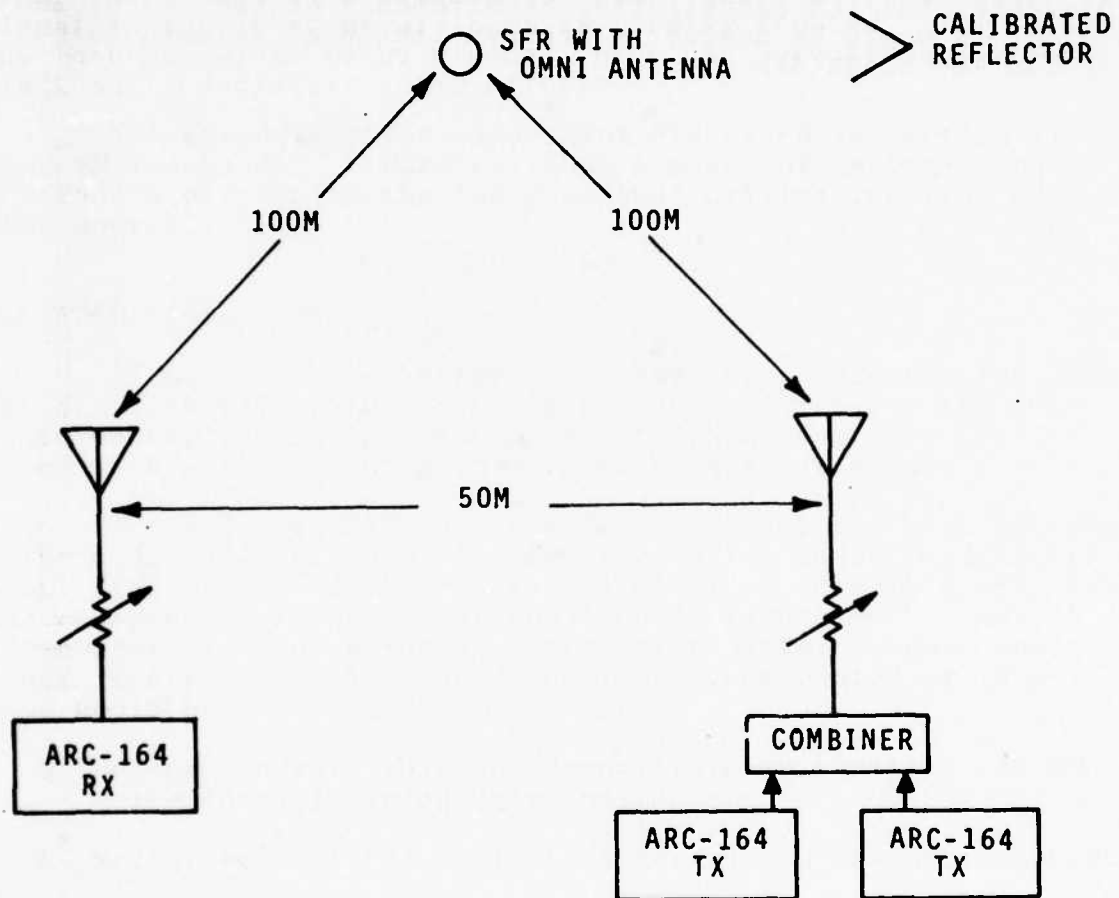 SFR WITH
OMNI ANTENNA
CALIBRATED
REFLECTOR
100M
100M
50M
ARC-164
RX
COMBINER
ARC-164
TX
ARC-164
TX